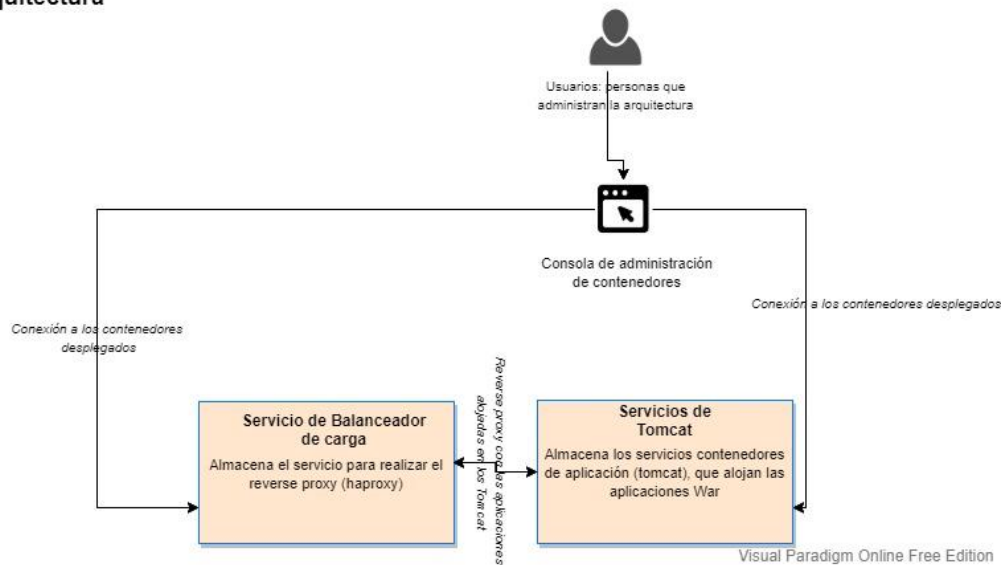 Usuarios: personas que
administran la arquitectura
Consola de administración
de contenedores
Conexión a los contenedores desplegados
Conexión a los contenedores
desplegados
Reverse proxy con las aplicaciones
alojadas en los Tomcat
Servicio de Balanceador
de carga
Almacena el servicio para realizar el
reverse proxy (haproxy)
Servicios de
Tomcat
Almacena los servicios contenedores
de aplicación (tomcat), que alojan las
aplicaciones War
Visual Paradigm Online Free Edition